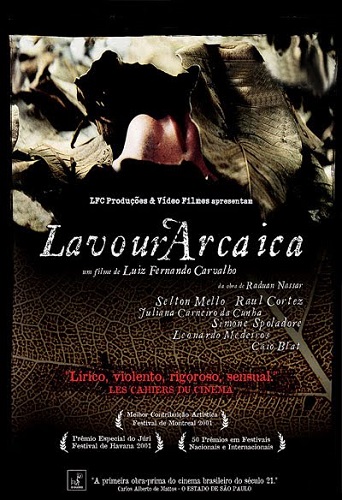 LFC Produções & Vídeo Filmes apresentam
LavourArcaica
um filme de Luiz Fernando Carvalho
da obra de Raduan Nassar
Selton Mello Raul Cortez
Juliana Carneiro da Cunha
Simone Spoladore
Leonardo Medeiros
Caio Blat
"Lírico, violento, rigoroso, sensual."
LES CAHIERS DU CINÉMA
Melhor Contribuição Artística
Festival de Montreal 2001
Prêmio Especial do Júri
Festival de Havana 2001
50 Prêmios em Festivais
Nacionais e Internacionais
"A primeira obra-prima do cinema brasileiro do século 21."
Carlos Alberto de Mattos - O ESTADO DE SÃO PAULO